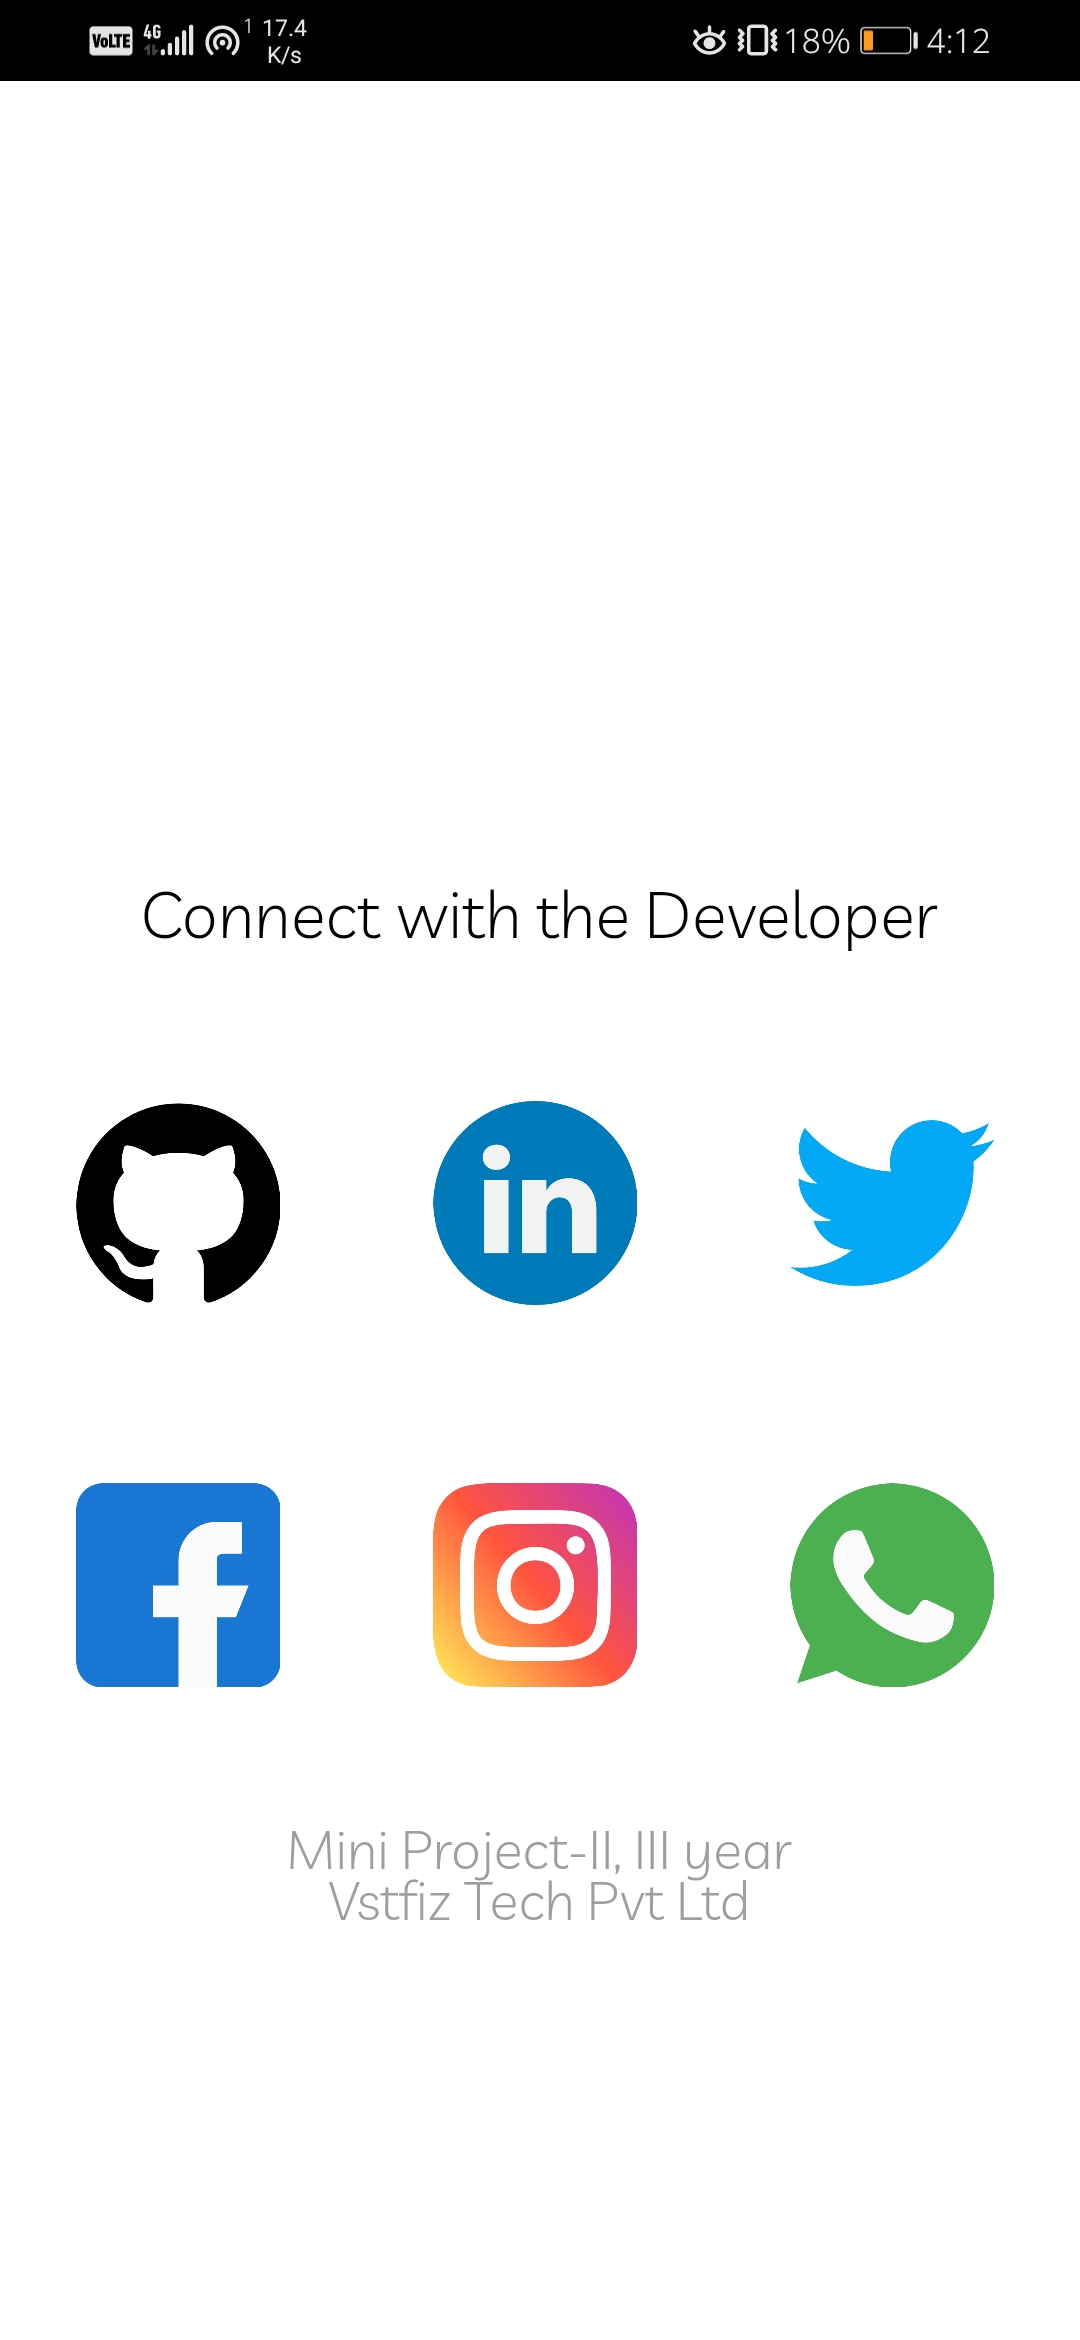 VoLTE 4G 1 17.4 K/s 18% 4:12
Connect with the Developer
in
f
Mini Project-II, III year
Vstfiz Tech Pvt Ltd